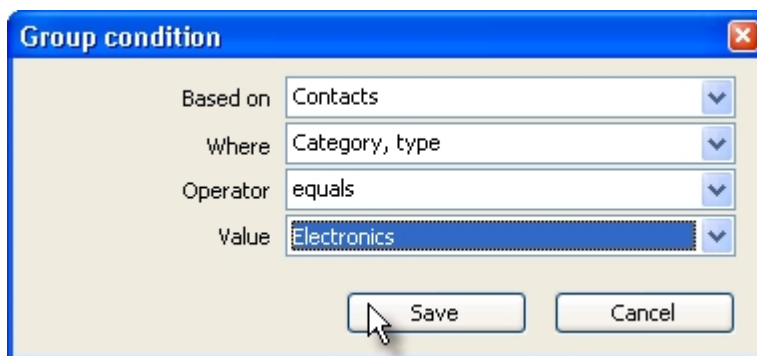 Group condition
Based on Contacts
Where Category, type
Operator equals
Value Electronics
Save Cancel